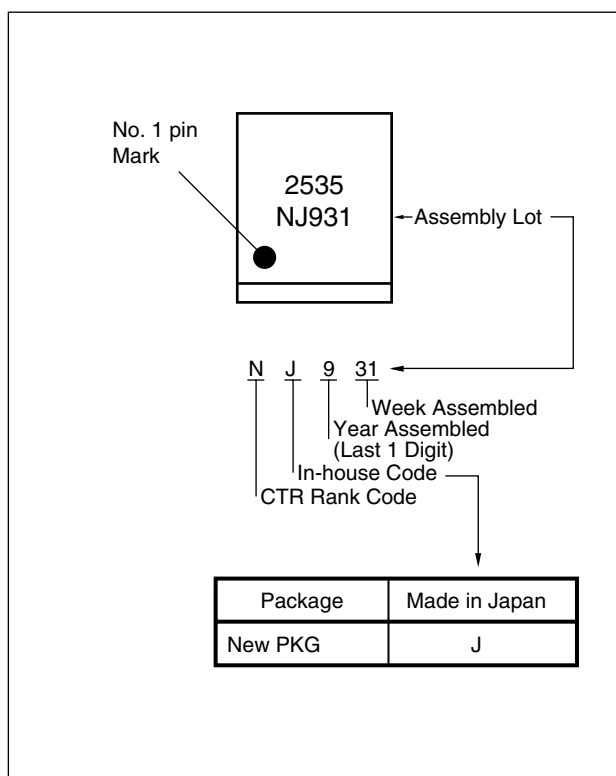 No. 1 pin
Mark
2535
NJ931
Assembly Lot
N J 9 31
Week Assembled
Year Assembled
(Last 1 Digit)
In-house Code
CTR Rank Code
Package Made in Japan
New PKG J